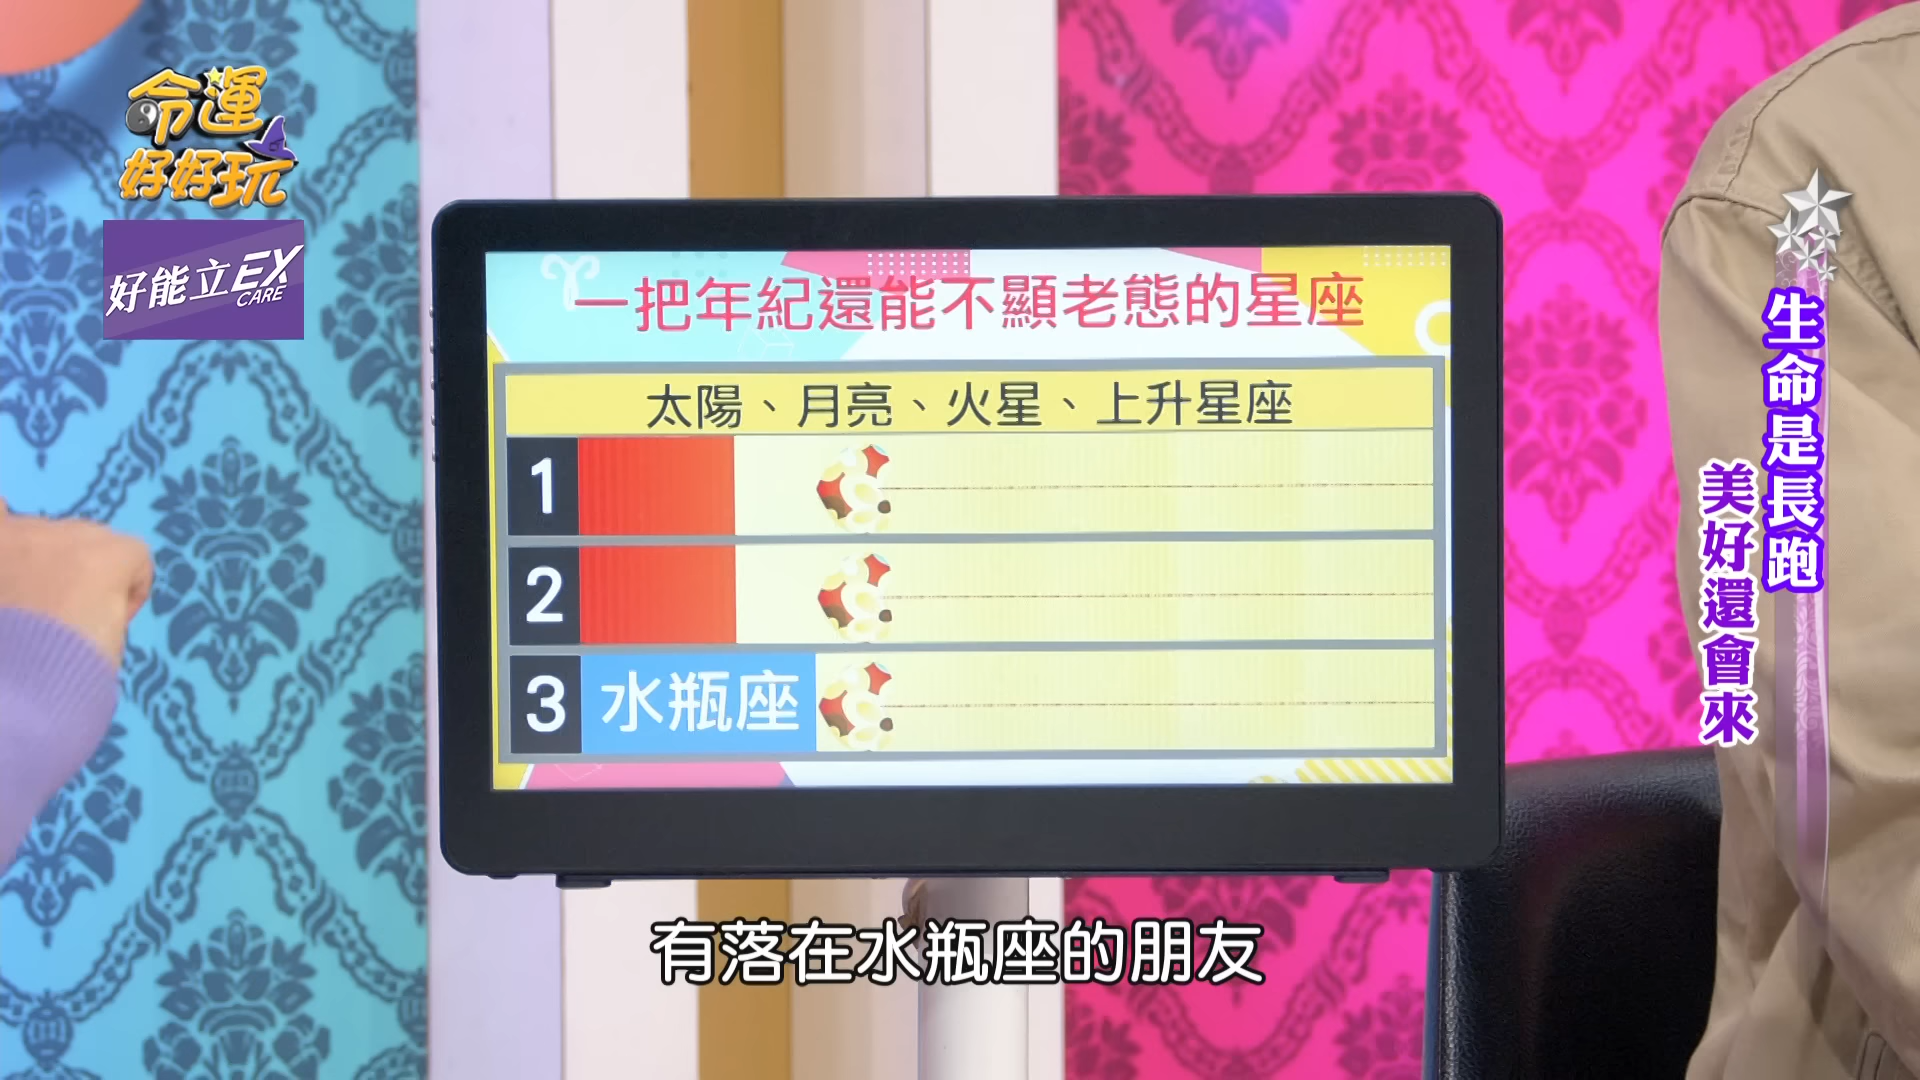 命運
好好玩
好能立EX
CARE
一把年紀還能不顯老態的星座
太陽、月亮、火星、上升星座
1
2
3 水瓶座
生命是長跑
美好還會來
有落在水瓶座的朋友